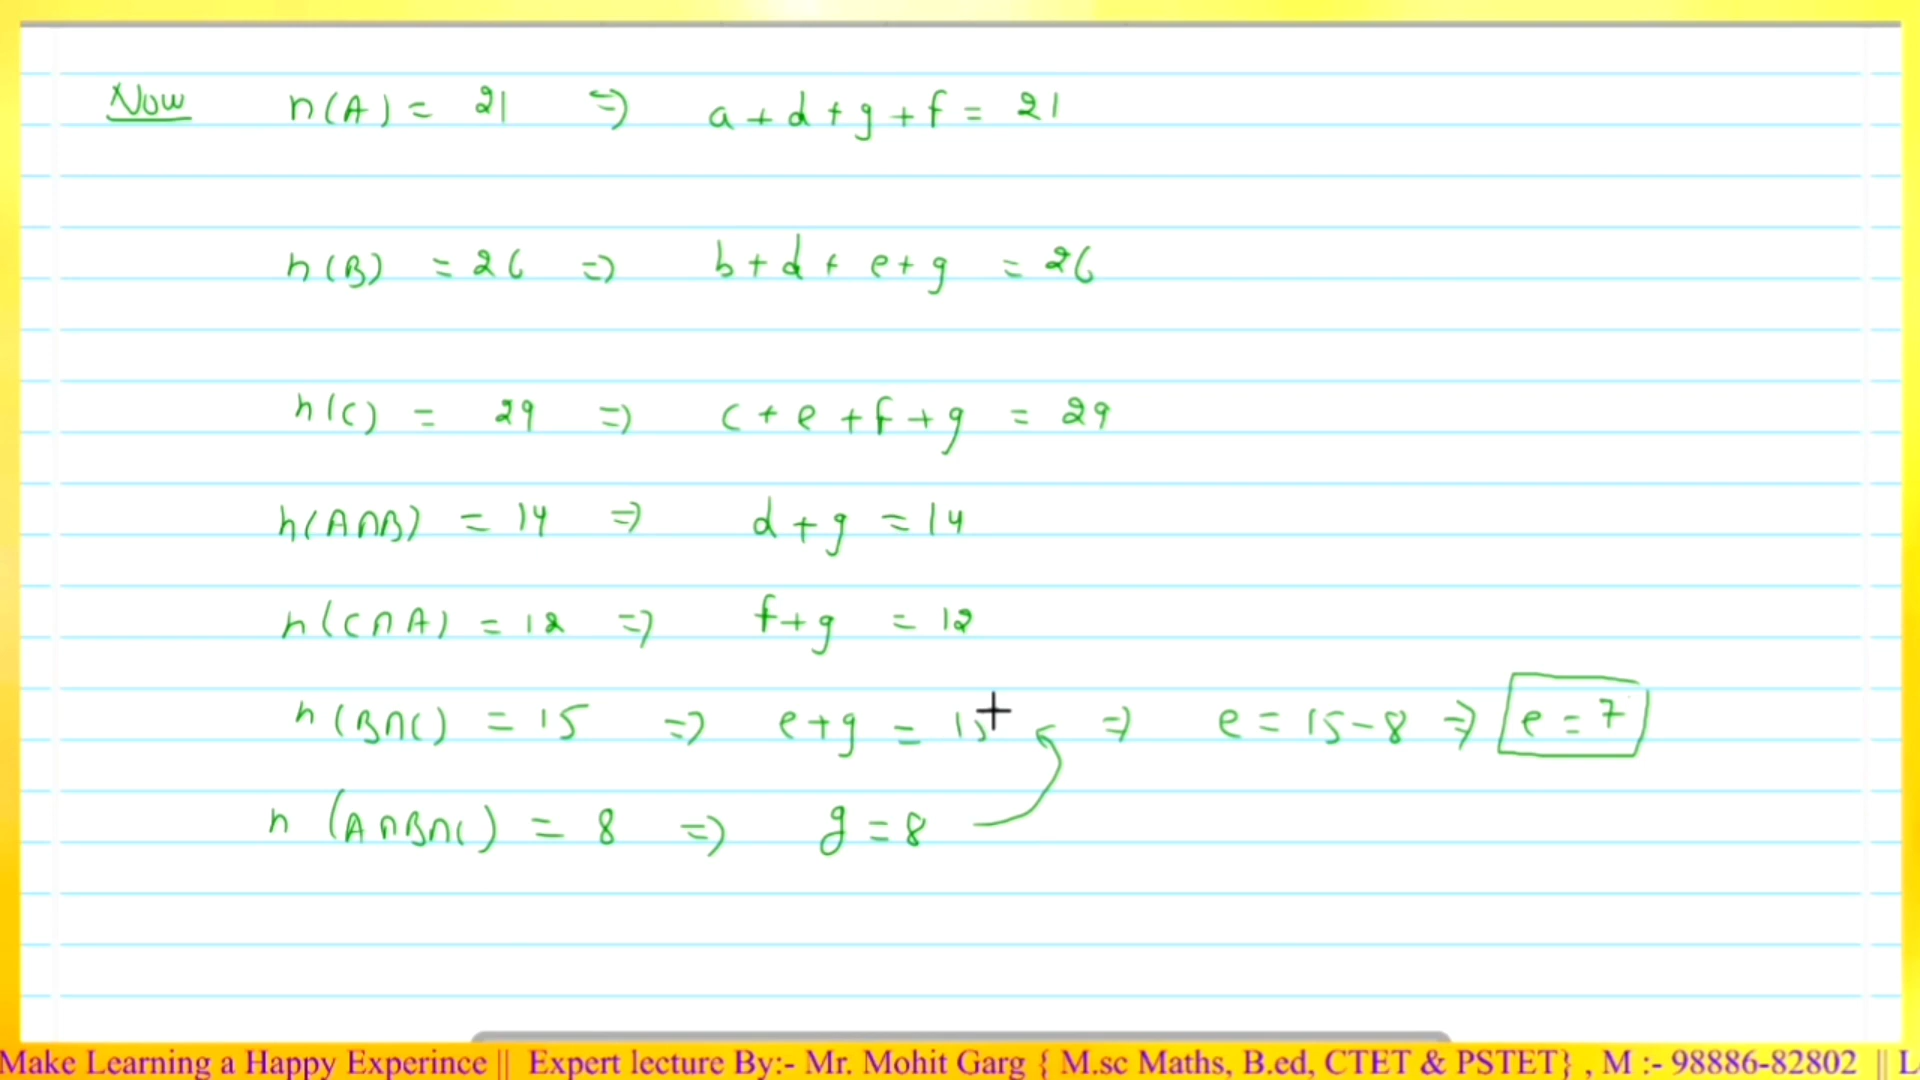 Now n(A) = 21 => a + d + g + f = 21
n(B) = 26 => b + d + e + g = 26
n(C) = 29 => c + e + f + g = 29
n(A∩B) = 14 => d + g = 14
n(C∩A) = 12 => f + g = 12
n(B∩C) = 15 => e + g = 15 => e = 15 - 8 => e = 7
n(A∩B∩C) = 8 => g = 8
Make Learning a Happy Experince || Expert lecture By:- Mr. Mohit Garg { M.sc Maths, B.ed, CTET & PSTET} , M :- 98886-82802 || L